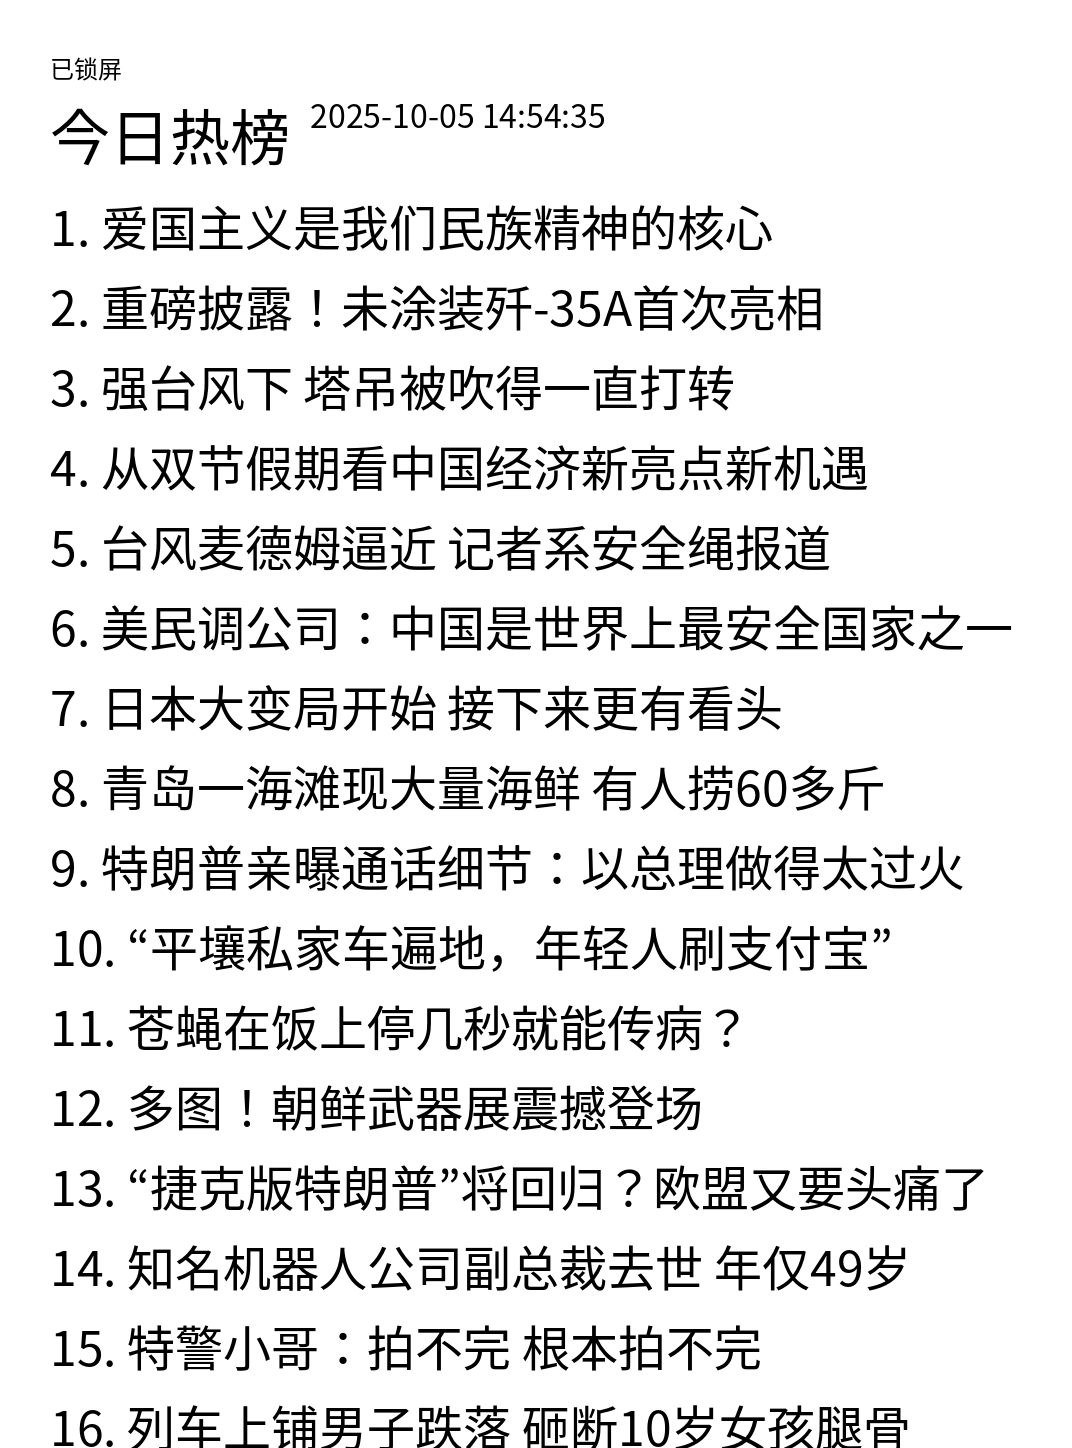 已锁屏
今日热榜 2025-10-05 14:54:35
1. 爱国主义是我们民族精神的核心
2. 重磅披露！未涂装歼-35A首次亮相
3. 强台风下 塔吊被吹得一直打转
4. 从双节假期看中国经济新亮点新机遇
5. 台风麦德姆逼近 记者系安全绳报道
6. 美民调公司：中国是世界上最安全国家之一
7. 日本大变局开始 接下来更有看头
8. 青岛一海滩现大量海鲜 有人捞60多斤
9. 特朗普亲曝通话细节：以总理做得太过火
10. “平壤私家车遍地，年轻人刷支付宝”
11. 苍蝇在饭上停几秒就能传病？
12. 多图！朝鲜武器展震撼登场
13. “捷克版特朗普”将回归？欧盟又要头痛了
14. 知名机器人公司副总裁去世 年仅49岁
15. 特警小哥：拍不完 根本拍不完
16. 列车上铺男子跌落 砸断10岁女孩腿骨